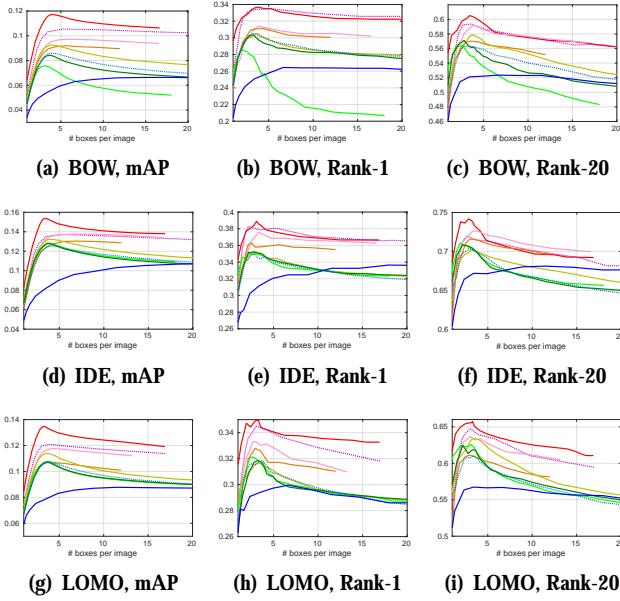 0.12
0.1
0.08
0.06
0.04
5 10 15 20
# boxes per image
(a) BOW, mAP
0.34
0.32
0.3
0.28
0.26
0.24
0.22
0.2
0 5 10 15 20
# boxes per image
(b) BOW, Rank-1
0.6
0.58
0.56
0.54
0.52
0.5
0.48
0.46
5 10 15 20
# boxes per image
(c) BOW, Rank-20
0.16
0.14
0.12
0.1
0.08
0.06
0.04
5 10 15 20
# boxes per image
(d) IDE, mAP
0.4
0.38
0.36
0.34
0.32
0.3
0.28
0.26
0 5 10 15 20
# boxes per image
(e) IDE, Rank-1
0.75
0.7
0.65
0.6
5 10 15 20
# boxes per image
(f) IDE, Rank-20
0.14
0.12
0.1
0.08
0.06
5 10 15 20
# boxes per image
(g) LOMO, mAP
0.34
0.32
0.3
0.28
0.26
5 10 15 20
# boxes per image
(h) LOMO, Rank-1
0.65
0.6
0.55
0.5
5 10 15 20
# boxes per image
(i) LOMO, Rank-20